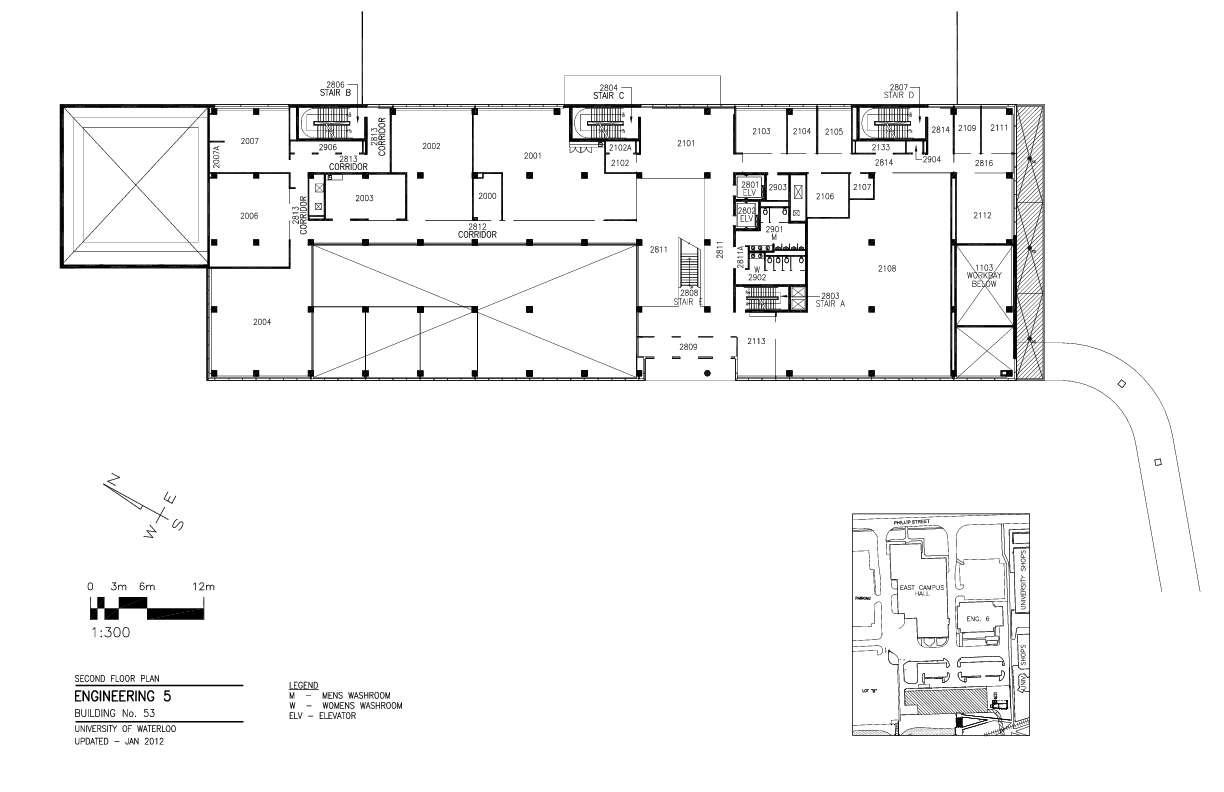 2806
STAIR B
2804
STAIR C
2807
STAIR D
2007
2007A
2906
2813
CORRIDOR
2813
CORRIDOR
2002
2001
2102A
2102
2101
2103
2104
2105
2133
2814
2904
2814
2109
2111
2816
2006
2813
CORRIDOR
2003
2000
2812
CORRIDOR
2801
ELV
2903
2802
ELV
2106
2107
2901
M
2112
2811
2811
2811A
W
2902
2108
1103
WORKBAY
BELOW
2808
STAIR E
2803
STAIR A
2004
2809
2113
N
E
W
S
0 3m 6m 12m
1:300
SECOND FLOOR PLAN
ENGINEERING 5
BUILDING No. 53
UNIVERSITY OF WATERLOO
UPDATED - JAN 2012
LEGEND
M - MENS WASHROOM
W - WOMENS WASHROOM
ELV - ELEVATOR
PHILLIP STREET
EAST CAMPUS
HALL
PARKING
ENG. 6
UNIVERSITY SHOPS
SHOPS
LOT "B"